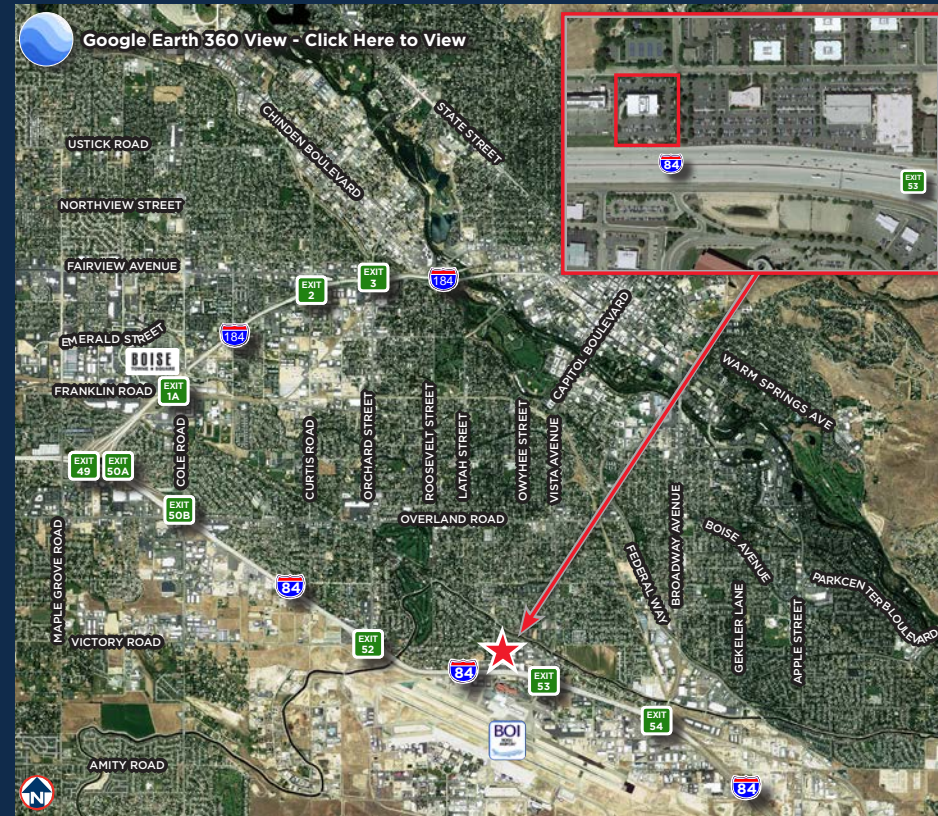 Google Earth 360 View - Click Here to View
USTICK ROAD
CHINDEN BOULEVARD
STATE STREET
84
EXIT
53
NORTHVIEW STREET
FAIRVIEW AVENUE
EXIT
2
EXIT
3
184
184
EMERALD STREET
BOISE
FRANKLIN ROAD
EXIT
1A
CAPITOL BOULEVARD
WARM SPRINGS AVE
EXIT
49
EXIT
50A
COLE ROAD
CURTIS ROAD
ORCHARD STREET
ROOSEVELT STREET
LATAH STREET
OWYHEE STREET
VISTA AVENUE
EXIT
50B
OVERLAND ROAD
MAPLE GROVE ROAD
FEDERAL WAY
BROADWAY AVENUE
BOISE AVENUE
GEKELER LANE
APPLE STREET
PARKCENTER BLOULEVARD
84
VICTORY ROAD
EXIT
52
84
EXIT
53
EXIT
54
BOI
AMITY ROAD
84
N